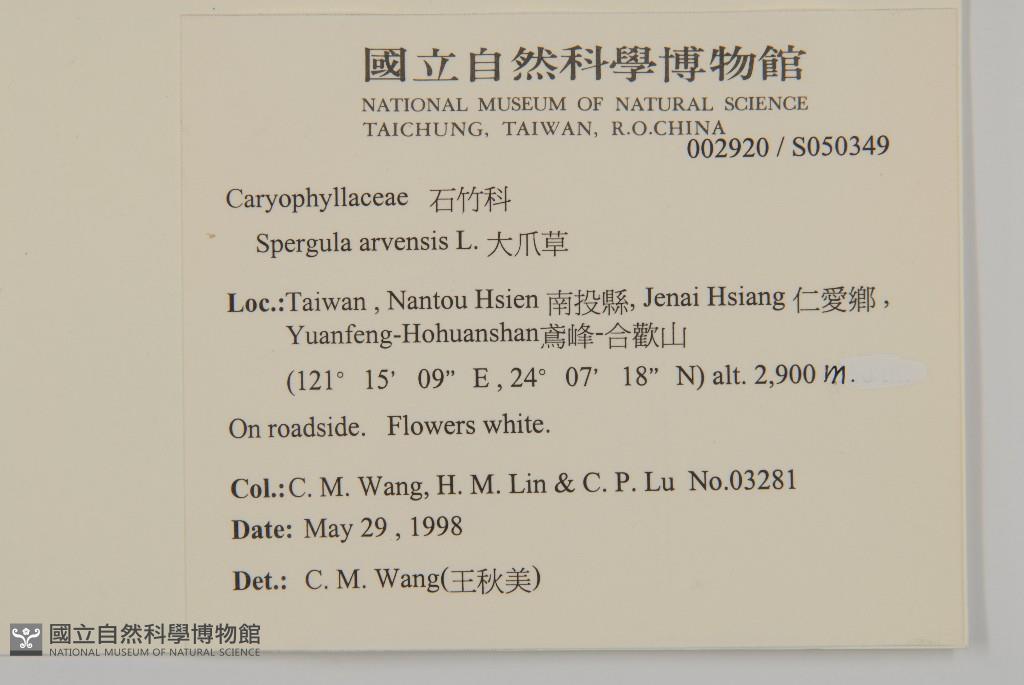 國立自然科學博物館
NATIONAL MUSEUM OF NATURAL SCIENCE
TAICHUNG, TAIWAN, R.O.CHINA
002920 / S050349
Caryophyllaceae 石竹科
Spergula arvensis L. 大爪草
Loc.:Taiwan , Nantou Hsien 南投縣, Jenai Hsiang 仁愛鄉 ,
Yuanfeng-Hohuanshan鳶峰-合歡山
(121° 15’ 09” E , 24° 07’ 18” N) alt. 2,900 m.
On roadside. Flowers white.
Col.:C. M. Wang, H. M. Lin & C. P. Lu No.03281
Date: May 29 , 1998
Det.: C. M. Wang(王秋美)
國立自然科學博物館
NATIONAL MUSEUM OF NATURAL SCIENCE